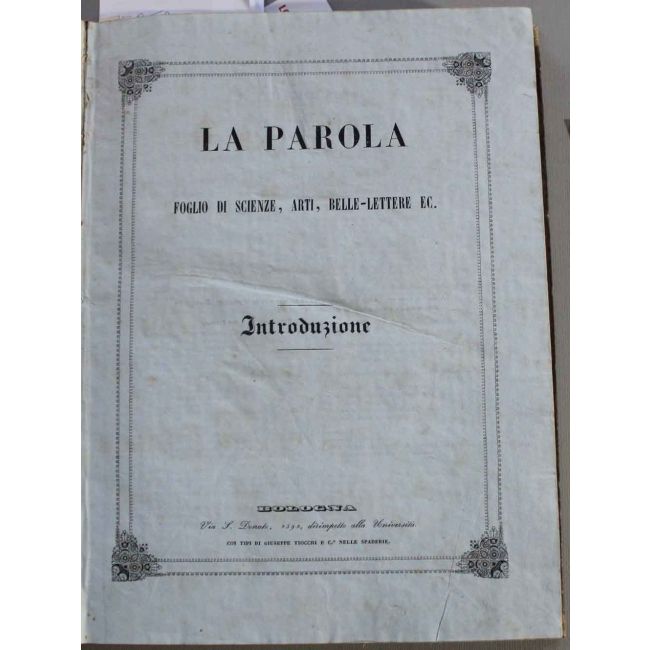 LA PAROLA
FOGLIO DI SCIENZE, ARTI, BELLE-LETTERE EC.
Introduzione
BOLOGNA
Via S. Donato, 2592, dirimpetto alla Università.
COI TIPI DI GIUSEPPE TIOCCHI E C.º NELLE SPADERIE.